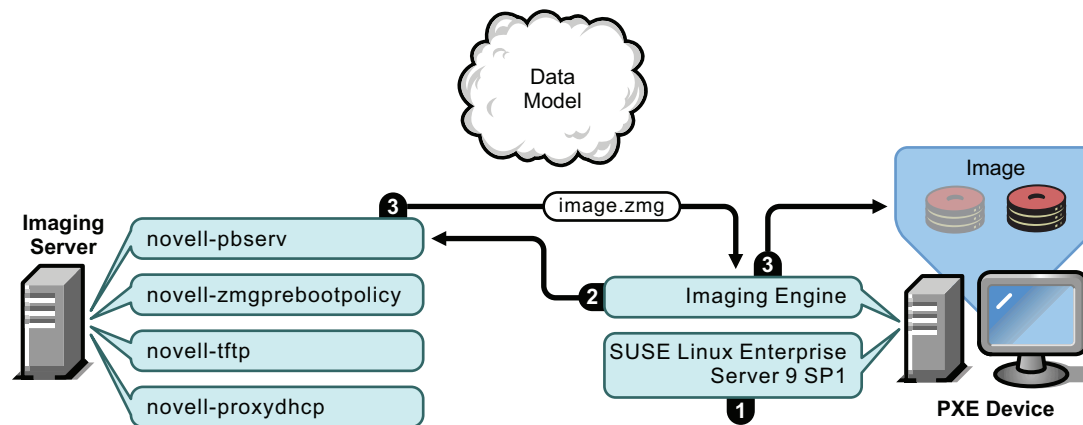 Data
Model
Image
3
image.zmg
Imaging
Server
novell-pbserv
3
2
Imaging Engine
novell-zmgprebootpolicy
novell-tftp
SUSE Linux Enterprise
Server 9 SP1
novell-proxydhcp
1
PXE Device